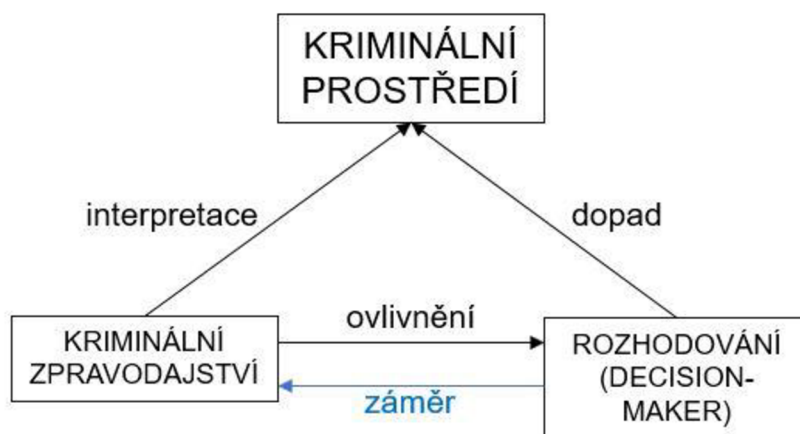 KRIMINÁLNÍ
PROSTŘEDÍ
interpretace
dopad
ovlivnění
KRIMINÁLNÍ
ZPRAVODAJSTVÍ
ROZHODOVÁNÍ
(DECISION-
MAKER)
záměr